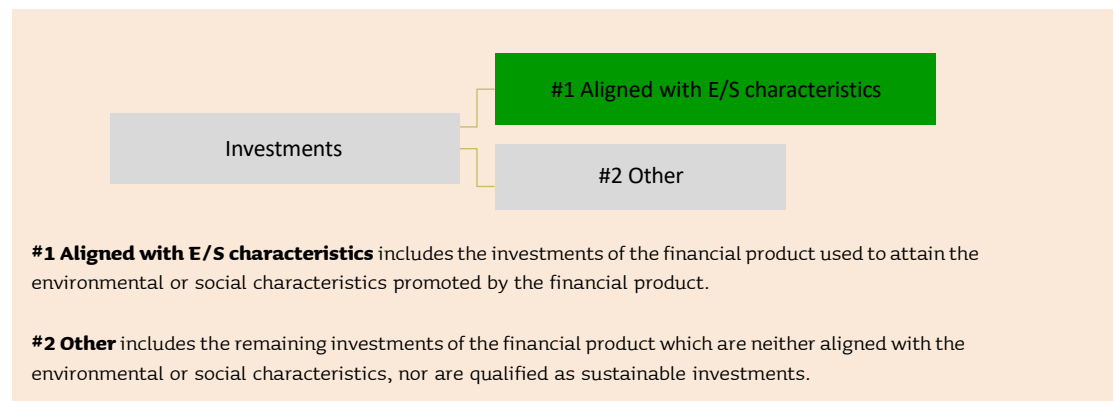 #1 Aligned with E/S characteristics
Investments
#2 Other
#1 Aligned with E/S characteristics includes the investments of the financial product used to attain the
environmental or social characteristics promoted by the financial product.
#2 Other includes the remaining investments of the financial product which are neither aligned with the
environmental or social characteristics, nor are qualified as sustainable investments.